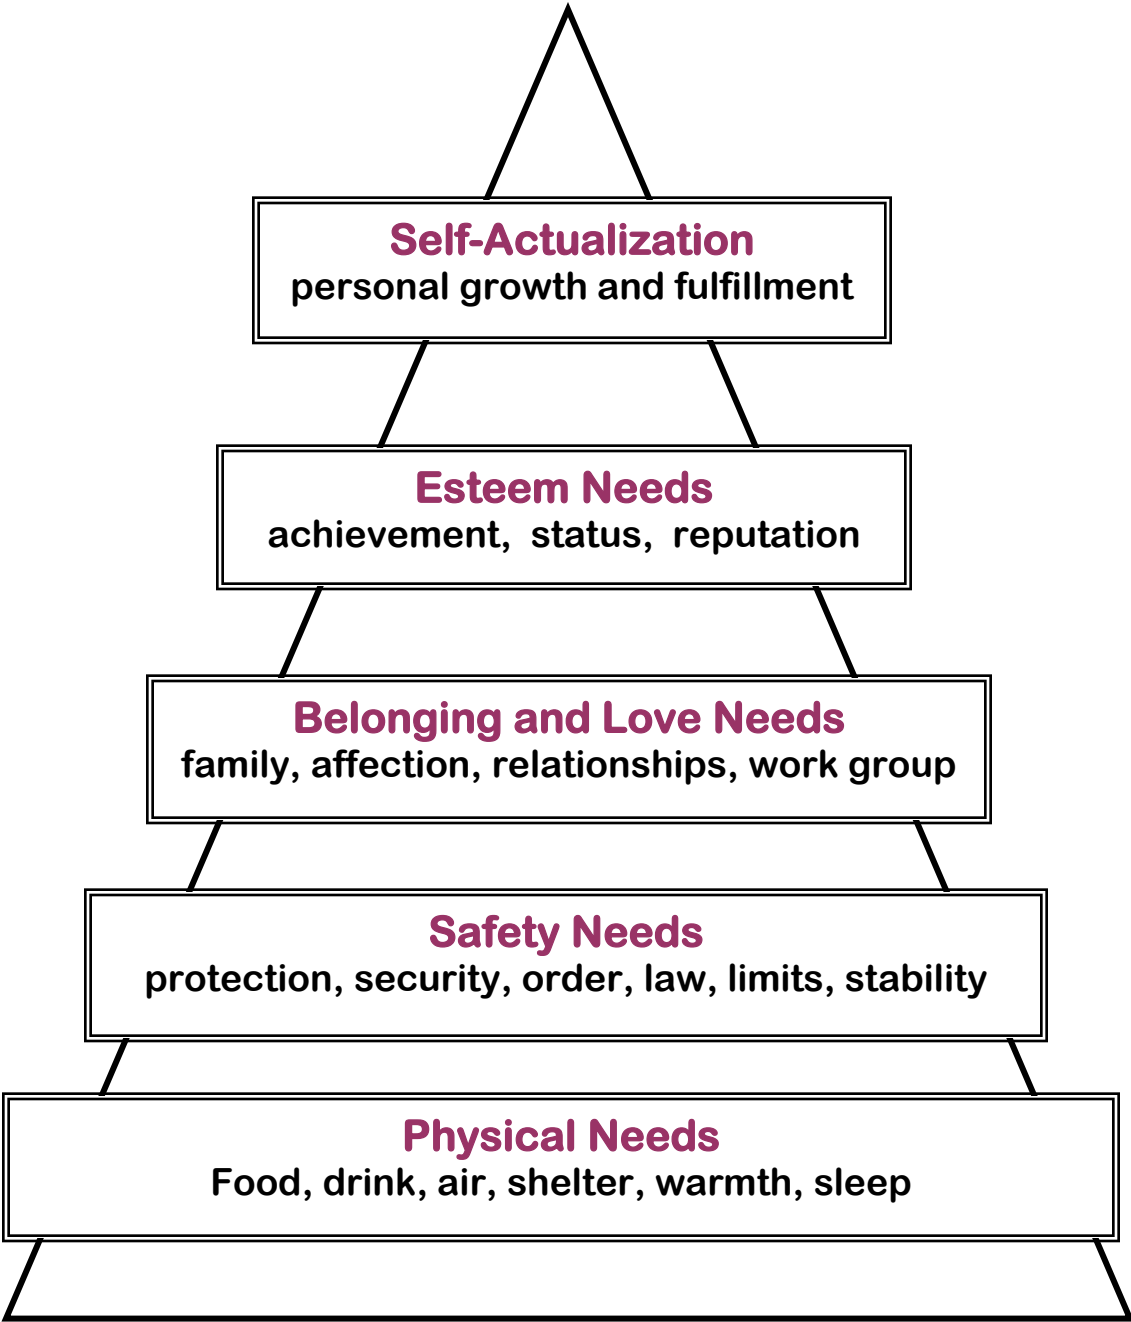 Self-Actualization
personal growth and fulfillment
Esteem Needs
achievement, status, reputation
Belonging and Love Needs
family, affection, relationships, work group
Safety Needs
protection, security, order, law, limits, stability
Physical Needs
Food, drink, air, shelter, warmth, sleep